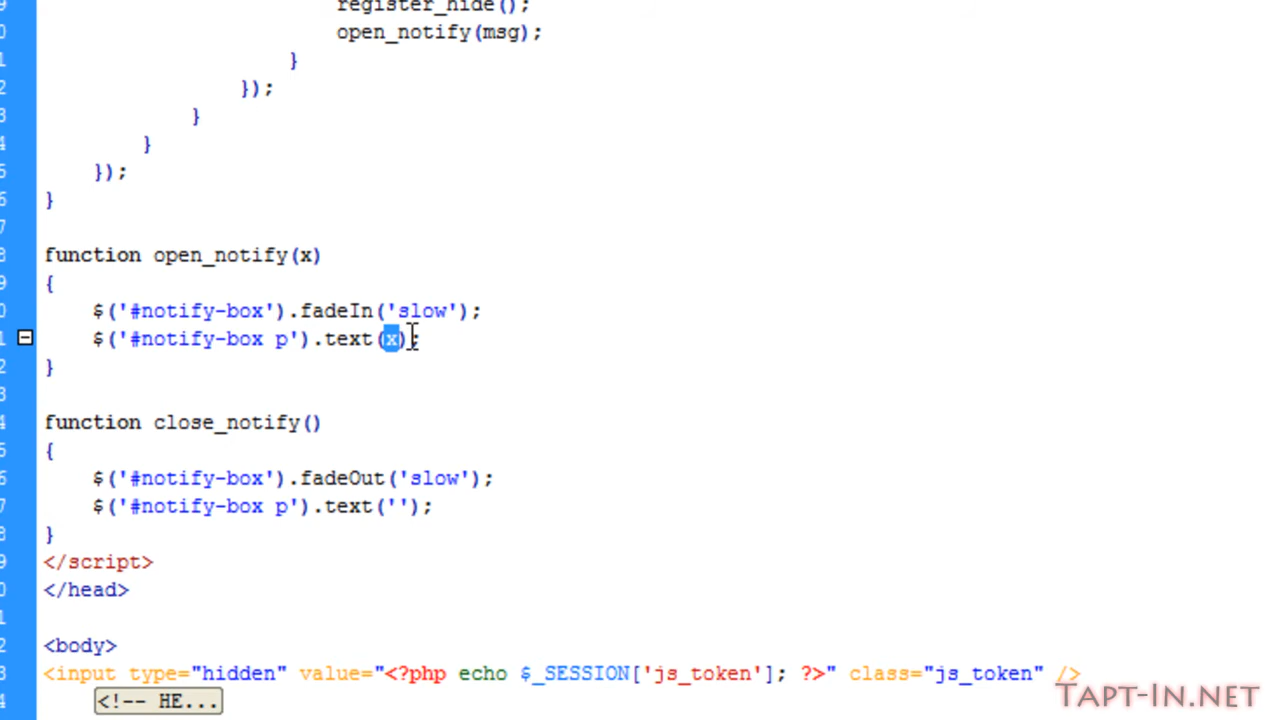 register_hide();
open_notify(msg);
}
});
}
}
});
}
function open_notify(x)
{
$('#notify-box').fadeIn('slow');
$('#notify-box p').text(x);
}
function close_notify()
{
$('#notify-box').fadeOut('slow');
$('#notify-box p').text('');
}
</script>
</head>
<body>
<input type="hidden" value="<?php echo $_SESSION['js_token']; ?>" class="js_token" />
<!-- HE...
TAPT-IN.NET